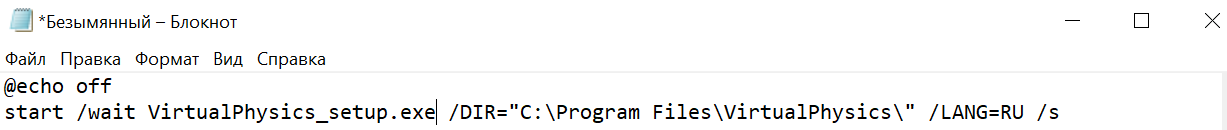 *Безымянный – Блокнот
Файл Правка Формат Вид Справка
@echo off
start /wait VirtualPhysics_setup.exe /DIR="C:\Program Files\VirtualPhysics\" /LANG=RU /s